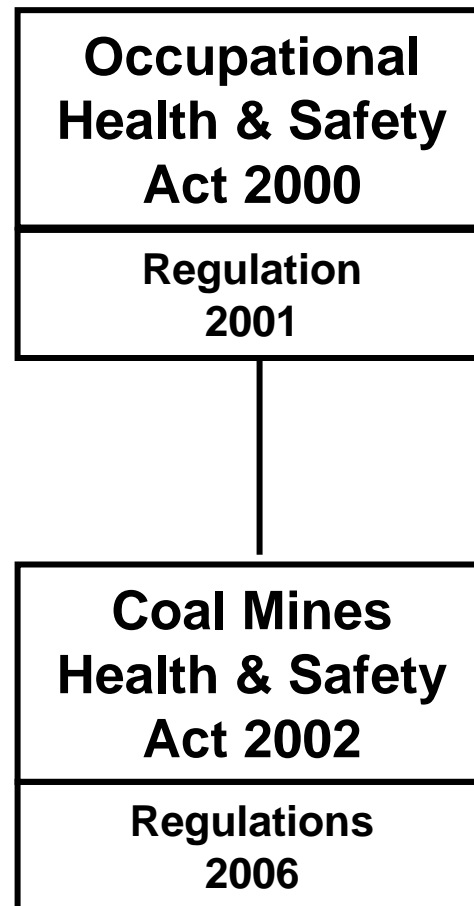 Occupational
Health & Safety
Act 2000
Regulation
2001
Coal Mines
Health & Safety
Act 2002
Regulations
2006